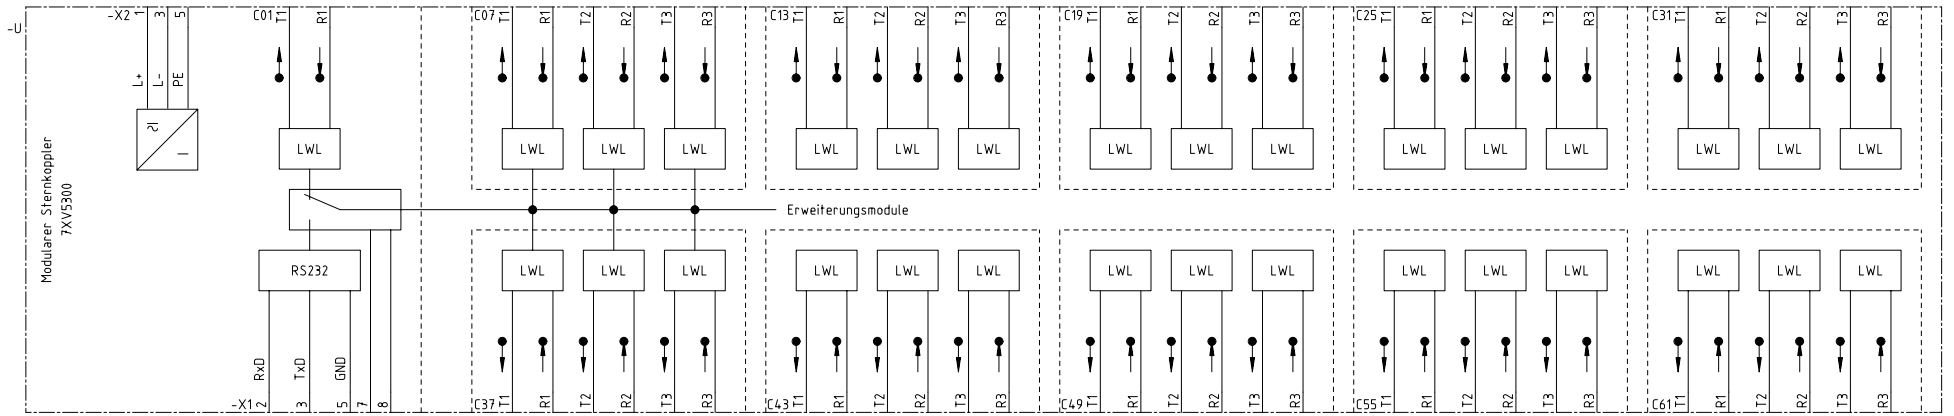 -U
-X2 1 3 5
L+ L- PE
Modularer Sternkoppler
7XV5300
C01 T1 R1
LWL
RS232
RxD TxD GND
-X1 2 3 5 7 8
C07 T1 R1 T2 R2 T3 R3
LWL LWL LWL
C13 T1 R1 T2 R2 T3 R3
LWL LWL LWL
C19 T1 R1 T2 R2 T3 R3
LWL LWL LWL
C25 T1 R1 T2 R2 T3 R3
LWL LWL LWL
C31 T1 R1 T2 R2 T3 R3
LWL LWL LWL
Erweiterungsmodule
LWL LWL LWL
C37 T1 R1 T2 R2 T3 R3
LWL LWL LWL
C43 T1 R1 T2 R2 T3 R3
LWL LWL LWL
C49 T1 R1 T2 R2 T3 R3
LWL LWL LWL
C55 T1 R1 T2 R2 T3 R3
LWL LWL LWL
C61 T1 R1 T2 R2 T3 R3